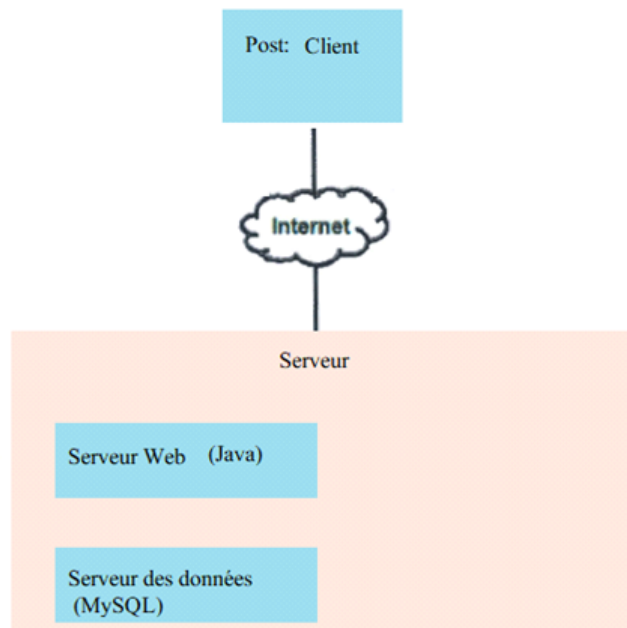 Post: Client
Internet
Serveur
Serveur Web (Java)
Serveur des données
(MySQL)